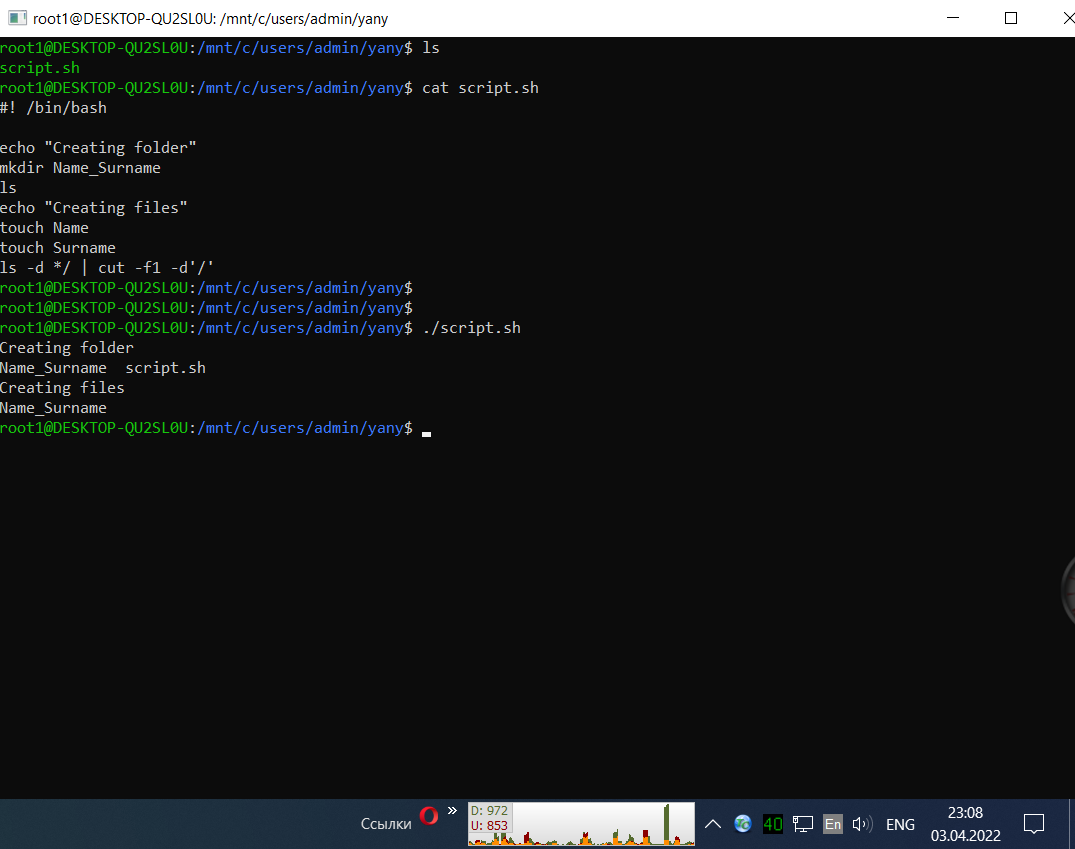 root1@DESKTOP-QU2SL0U: /mnt/c/users/admin/yany
root1@DESKTOP-QU2SL0U:/mnt/c/users/admin/yany$ ls
script.sh
root1@DESKTOP-QU2SL0U:/mnt/c/users/admin/yany$ cat script.sh
#! /bin/bash
echo "Creating folder"
mkdir Name_Surname
ls
echo "Creating files"
touch Name
touch Surname
ls -d */ | cut -f1 -d'/'
root1@DESKTOP-QU2SL0U:/mnt/c/users/admin/yany$
root1@DESKTOP-QU2SL0U:/mnt/c/users/admin/yany$
root1@DESKTOP-QU2SL0U:/mnt/c/users/admin/yany$ ./script.sh
Creating folder
Name_Surname  script.sh
Creating files
Name_Surname
root1@DESKTOP-QU2SL0U:/mnt/c/users/admin/yany$
Ссылки
D: 972
U: 853
40
En
ENG
23:08
03.04.2022